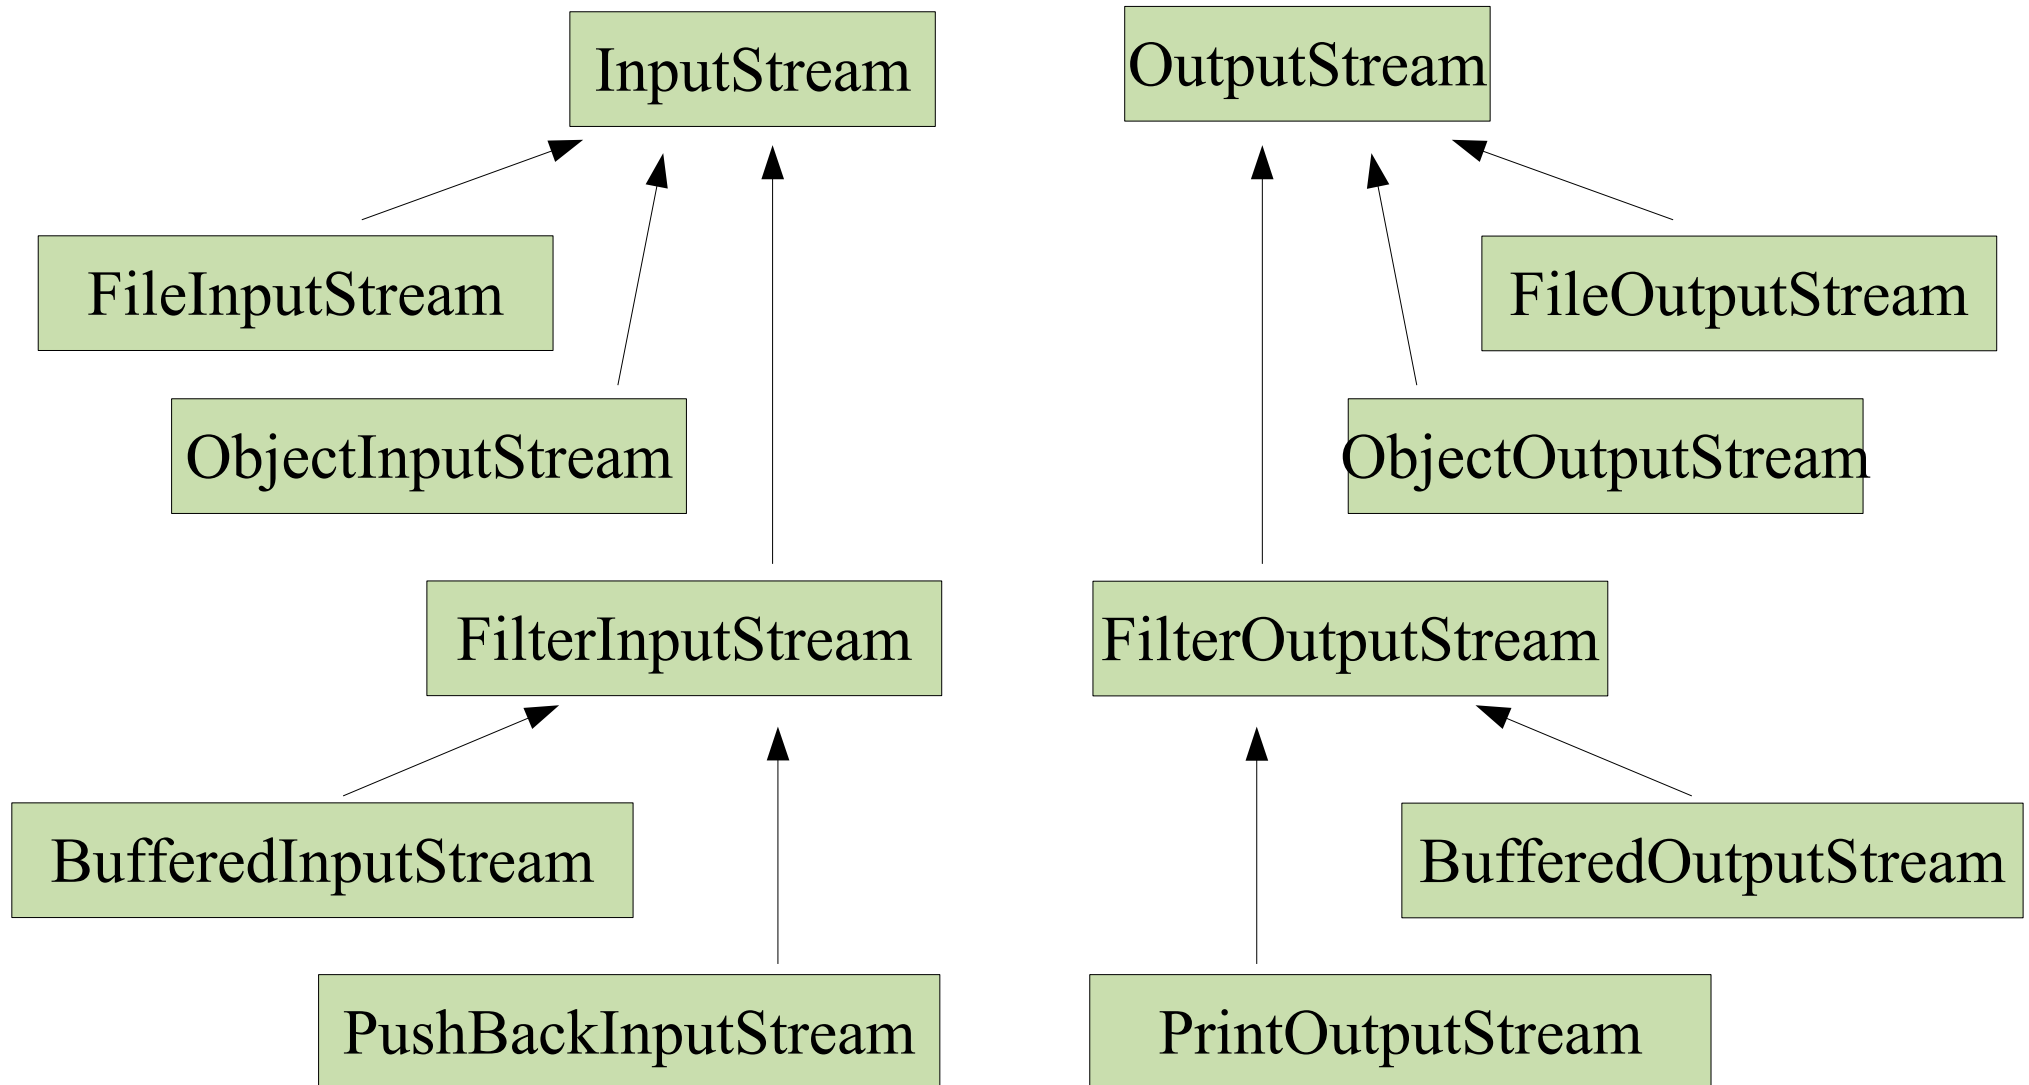 InputStream
OutputStream
FileInputStream
FileOutputStream
ObjectInputStream
ObjectOutputStream
FilterInputStream
FilterOutputStream
BufferedInputStream
BufferedOutputStream
PushBackInputStream
PrintOutputStream